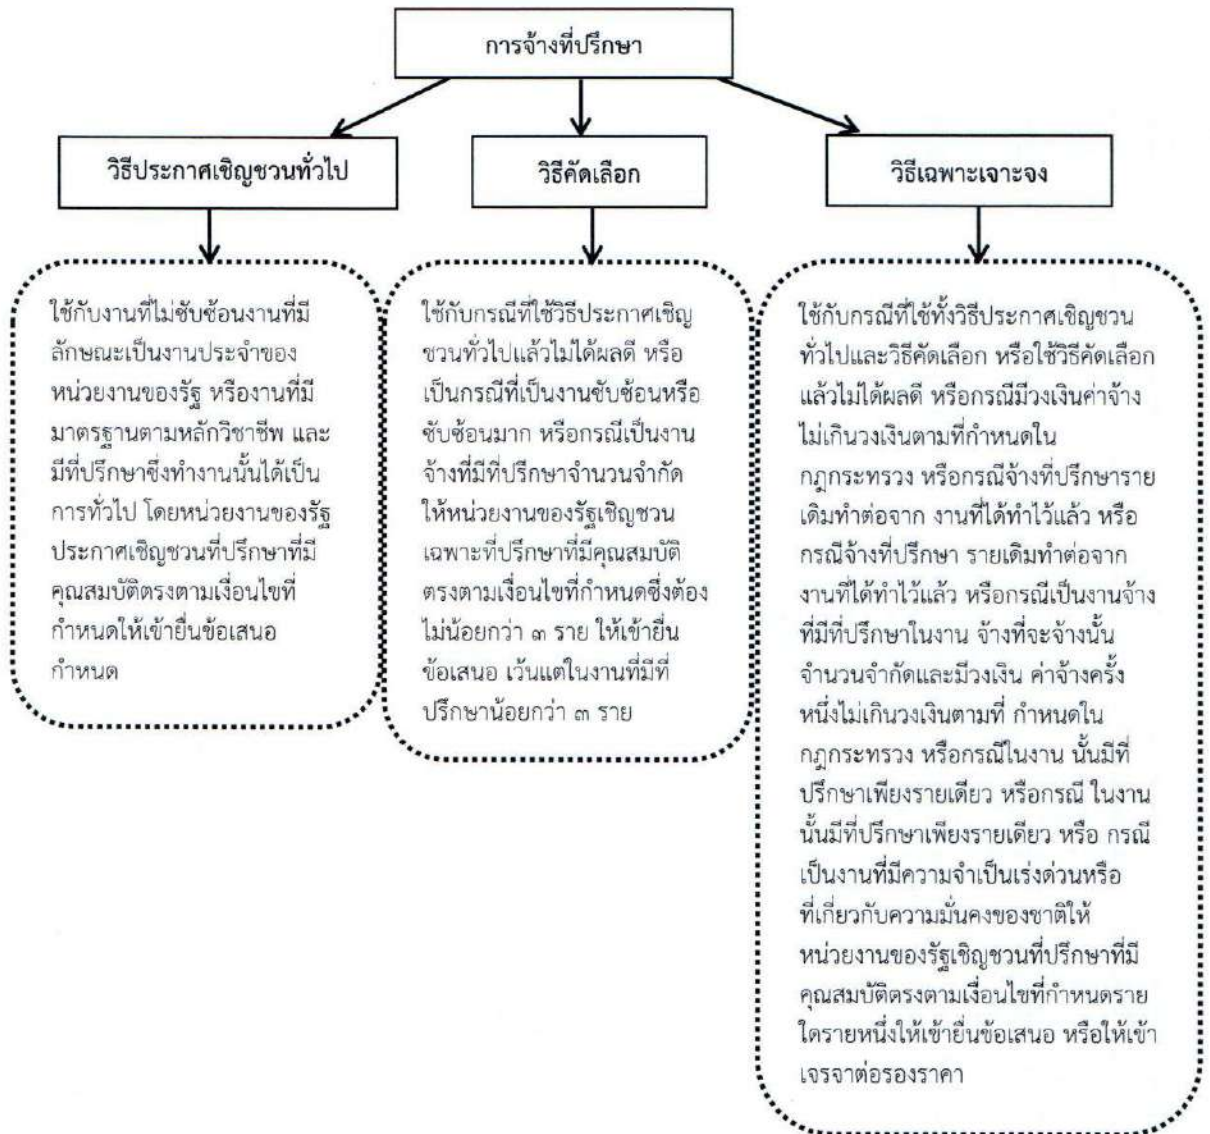 การจ้างที่ปรึกษา
วิธีประกาศเชิญชวนทั่วไป
วิธีคัดเลือก
วิธีเฉพาะเจาะจง
ใช้กับงานที่ไม่ซับซ้อนงานที่มี
ลักษณะเป็นงานประจำของ
หน่วยงานของรัฐ หรืองานที่มี
มาตรฐานตามหลักวิชาชีพ และ
มีที่ปรึกษาซึ่งทำงานนั้นได้เป็น
การทั่วไป โดยหน่วยงานของรัฐ
ประกาศเชิญชวนที่ปรึกษาที่มี
คุณสมบัติตรงตามเงื่อนไขที่
กำหนดให้เข้ายื่นข้อเสนอ
กำหนด
ใช้กับกรณีที่ใช้วิธีประกาศเชิญ
ชวนทั่วไปแล้วไม่ได้ผลดี หรือ
เป็นกรณีที่เป็นงานซับซ้อนหรือ
ซับซ้อนมาก หรือกรณีเป็นงาน
จ้างที่มีที่ปรึกษาจำนวนจำกัด
ให้หน่วยงานของรัฐเชิญชวน
เฉพาะที่ปรึกษาที่มีคุณสมบัติ
ตรงตามเงื่อนไขที่กำหนดซึ่งต้อง
ไม่น้อยกว่า ๓ ราย ให้เข้ายื่น
ข้อเสนอ เว้นแต่ในงานที่มีที่
ปรึกษาน้อยกว่า ๓ ราย
ใช้กับกรณีที่ใช้ทั้งวิธีประกาศเชิญชวน
ทั่วไปและวิธีคัดเลือก หรือใช้วิธีคัดเลือก
แล้วไม่ได้ผลดี หรือกรณีมีวงเงินค่าจ้าง
ไม่เกินวงเงินตามที่กำหนดใน
กฎกระทรวง หรือกรณีจ้างที่ปรึกษาราย
เดิมทำต่อจาก งานที่ได้ทำไว้แล้ว หรือ
กรณีจ้างที่ปรึกษา รายเดิมทำต่อจาก
งานที่ได้ทำไว้แล้ว หรือกรณีเป็นงานจ้าง
ที่มีที่ปรึกษาในงาน จ้างที่จะจ้างนั้น
จำนวนจำกัดและมีวงเงิน ค่าจ้างครั้ง
หนึ่งไม่เกินวงเงินตามที่ กำหนดใน
กฎกระทรวง หรือกรณีในงาน นั้นมีที่
ปรึกษาเพียงรายเดียว หรือกรณี ในงาน
นั้นมีที่ปรึกษาเพียงรายเดียว หรือ กรณี
เป็นงานที่มีความจำเป็นเร่งด่วนหรือ
ที่เกี่ยวกับความมั่นคงของชาติให้
หน่วยงานของรัฐเชิญชวนที่ปรึกษาที่มี
คุณสมบัติตรงตามเงื่อนไขที่กำหนดราย
ใดรายหนึ่งให้เข้ายื่นข้อเสนอ หรือให้เข้า
เจรจาต่อรองราคา